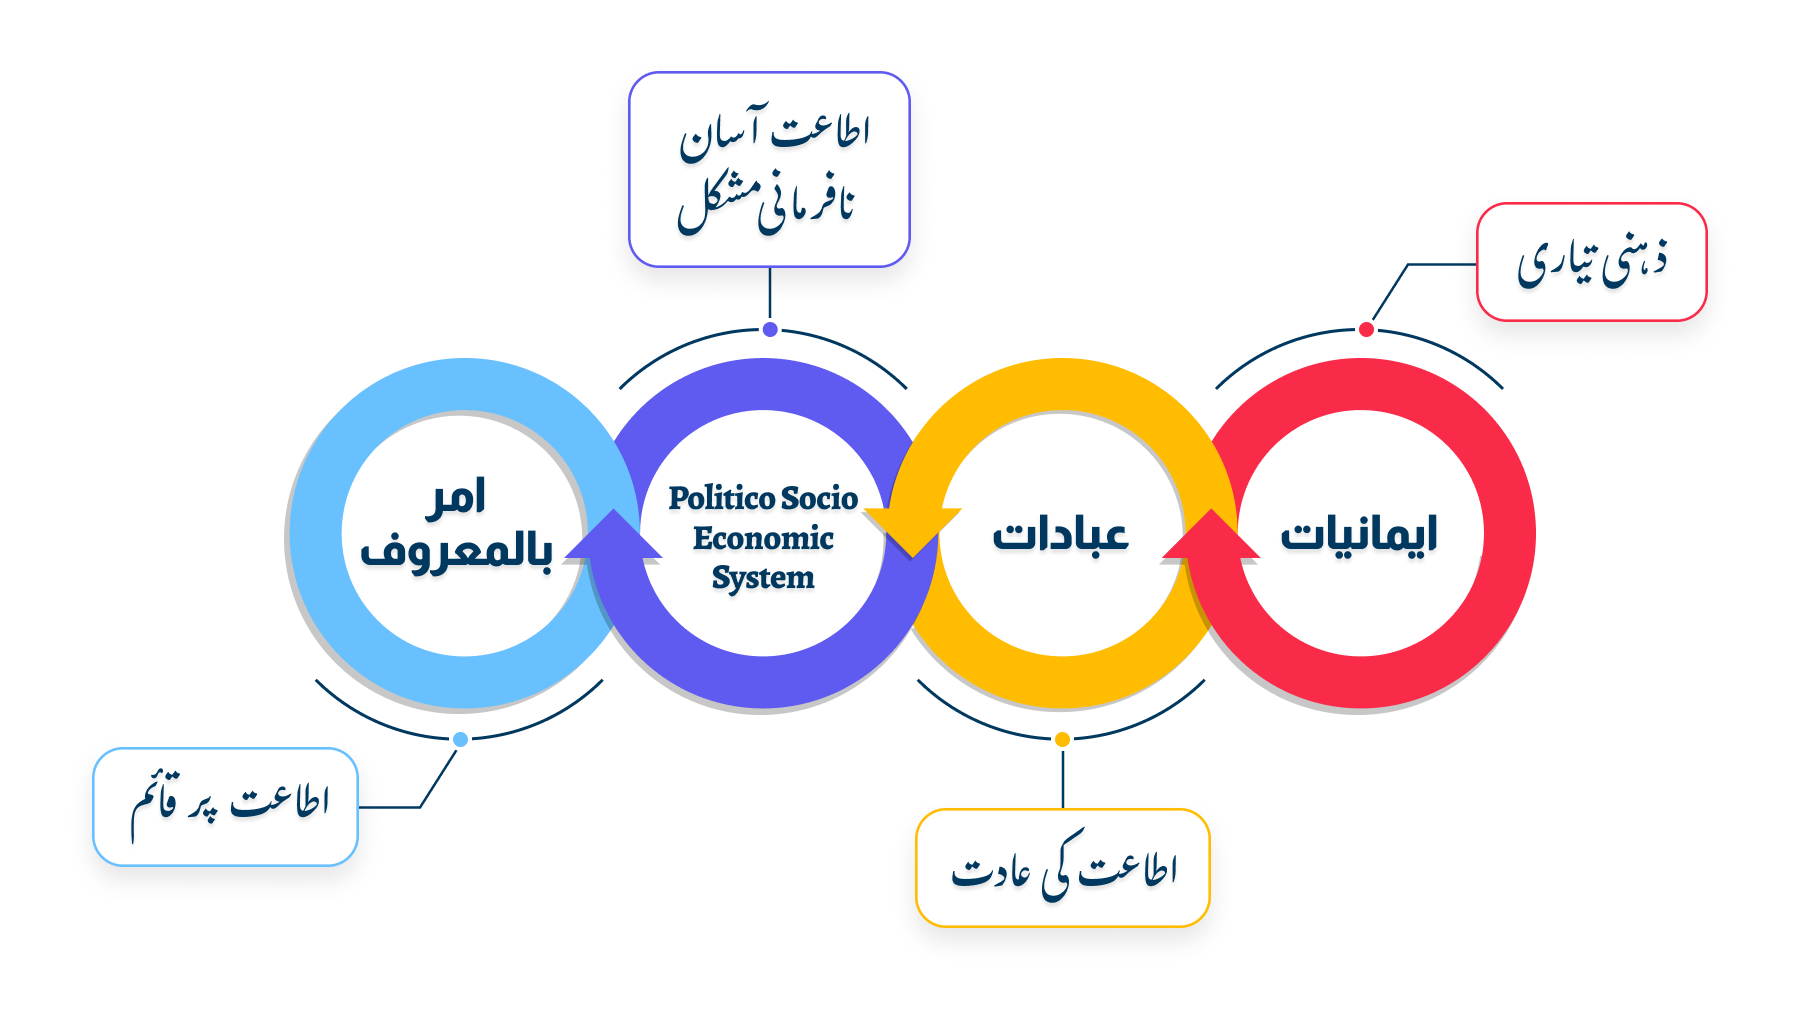 ذہنی تیاری
ایمانیات
عبادات
اطاعت کی عادت
اطاعت آسان
نافرمانی مشکل
Politico Socio
Economic
System
امر
بالمعروف
اطاعت پر قائم